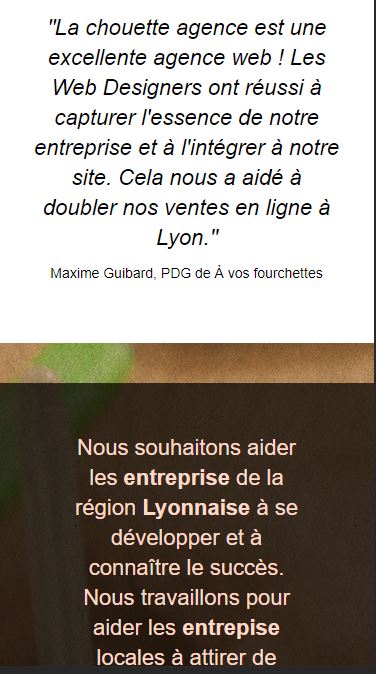 "La chouette agence est une
excellente agence web ! Les
Web Designers ont réussi à
capturer l'essence de notre
entreprise et à l'intégrer à notre
site. Cela nous a aidé à
doubler nos ventes en ligne à
Lyon."
Maxime Guibard, PDG de À vos fourchettes
Nous souhaitons aider
les entreprise de la
région Lyonnaise à se
développer et à
connaître le succès.
Nous travaillons pour
aider les entrepise
locales à attirer de